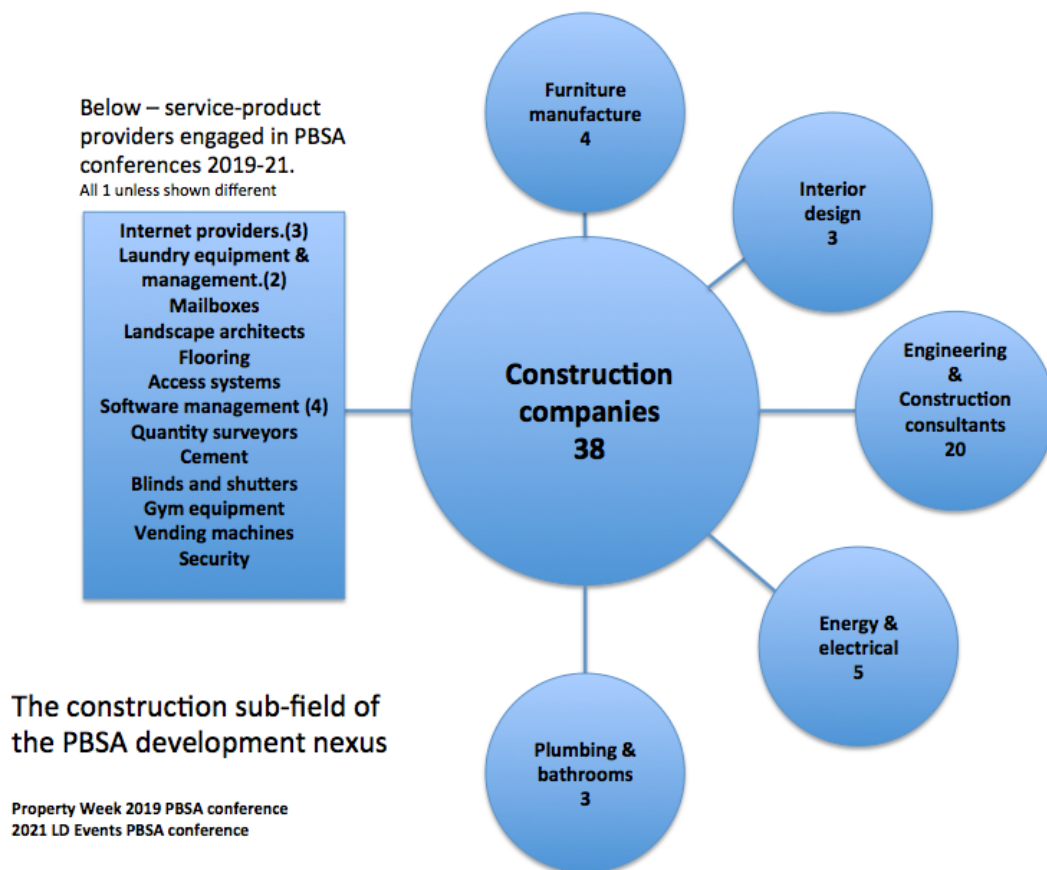 Below – service-product
providers engaged in PBSA
conferences 2019-21.
All 1 unless shown different
Internet providers.(3)
Laundry equipment &
management.(2)
Mailboxes
Landscape architects
Flooring
Access systems
Software management (4)
Quantity surveyors
Cement
Blinds and shutters
Gym equipment
Vending machines
Security
Furniture
manufacture
4
Interior
design
3
Construction
companies
38
Engineering
&
Construction
consultants
20
Energy &
electrical
5
Plumbing &
bathrooms
3
The construction sub-field of
the PBSA development nexus
Property Week 2019 PBSA conference
2021 LD Events PBSA conference